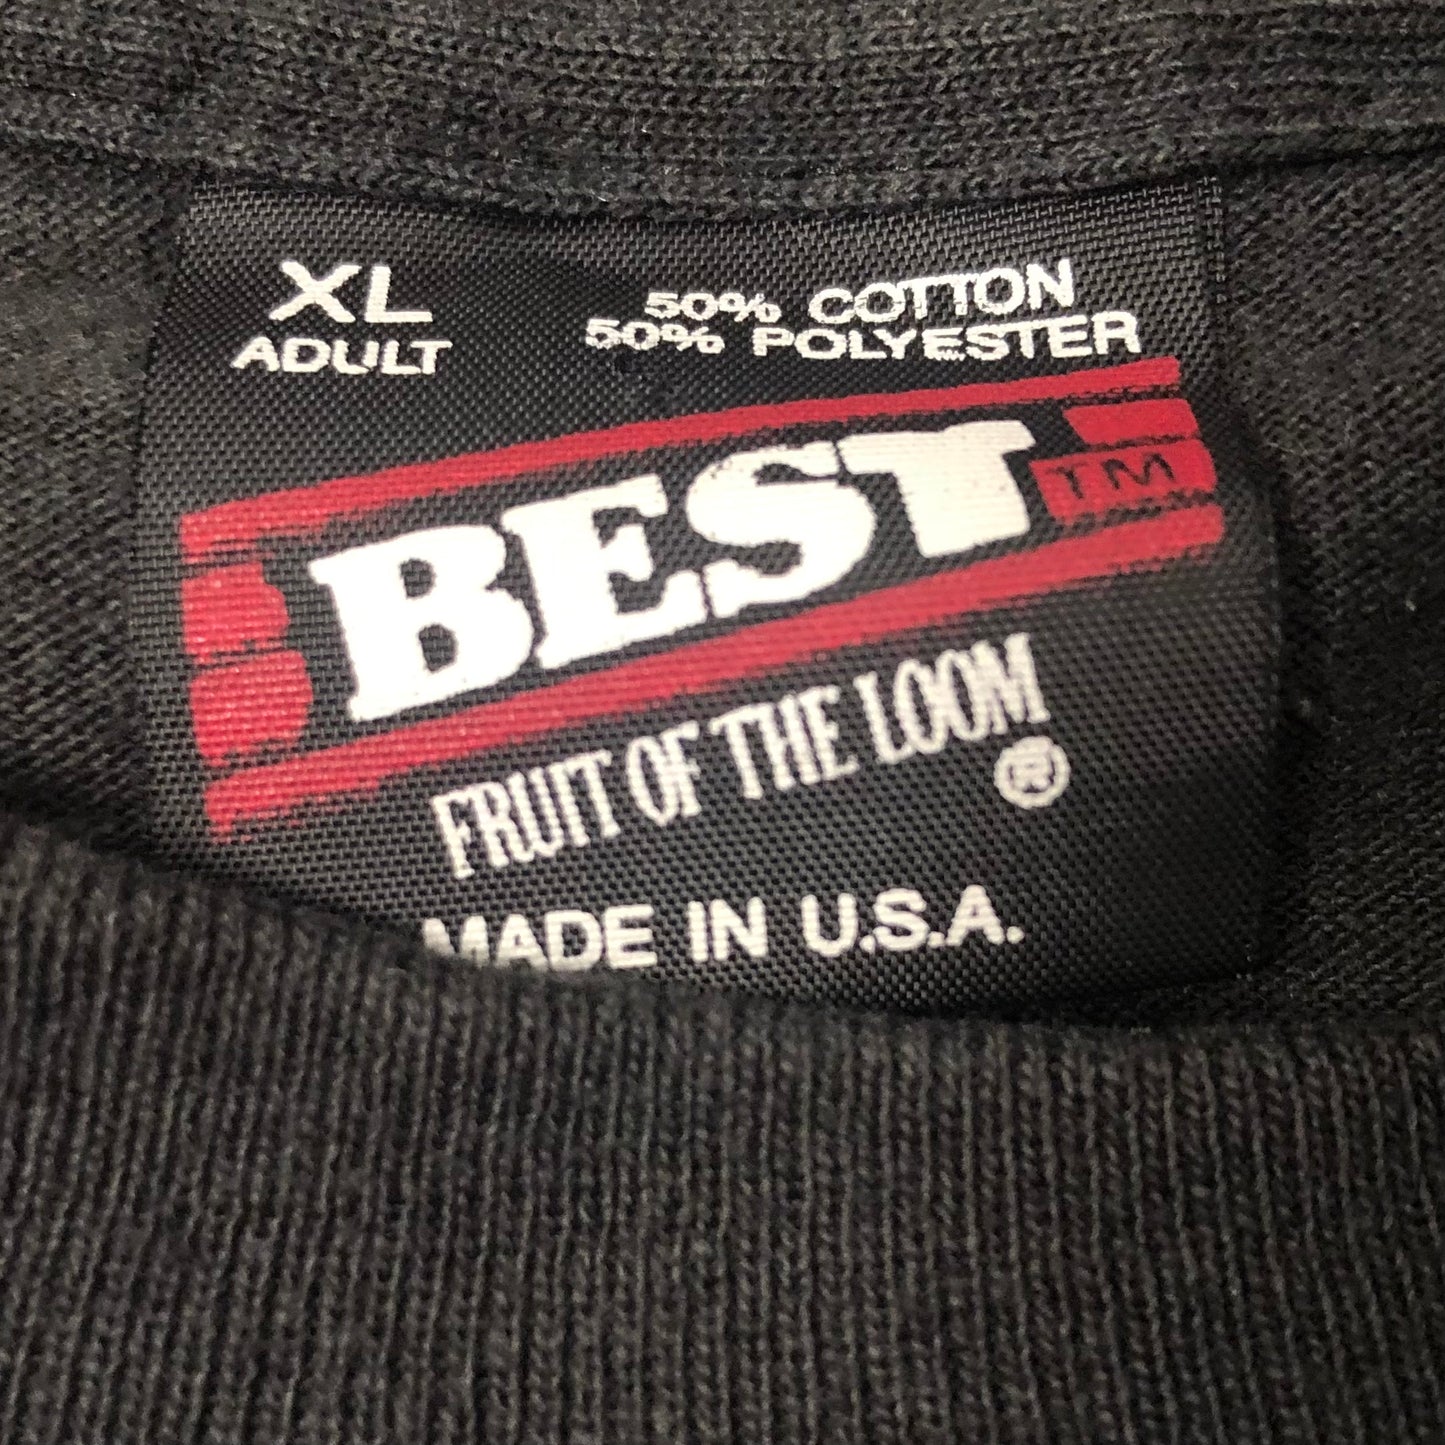 XL
ADULT
50% COTTON
50% POLYESTER
BEST TM
FRUIT OF THE LOOM
®
MADE IN U.S.A.